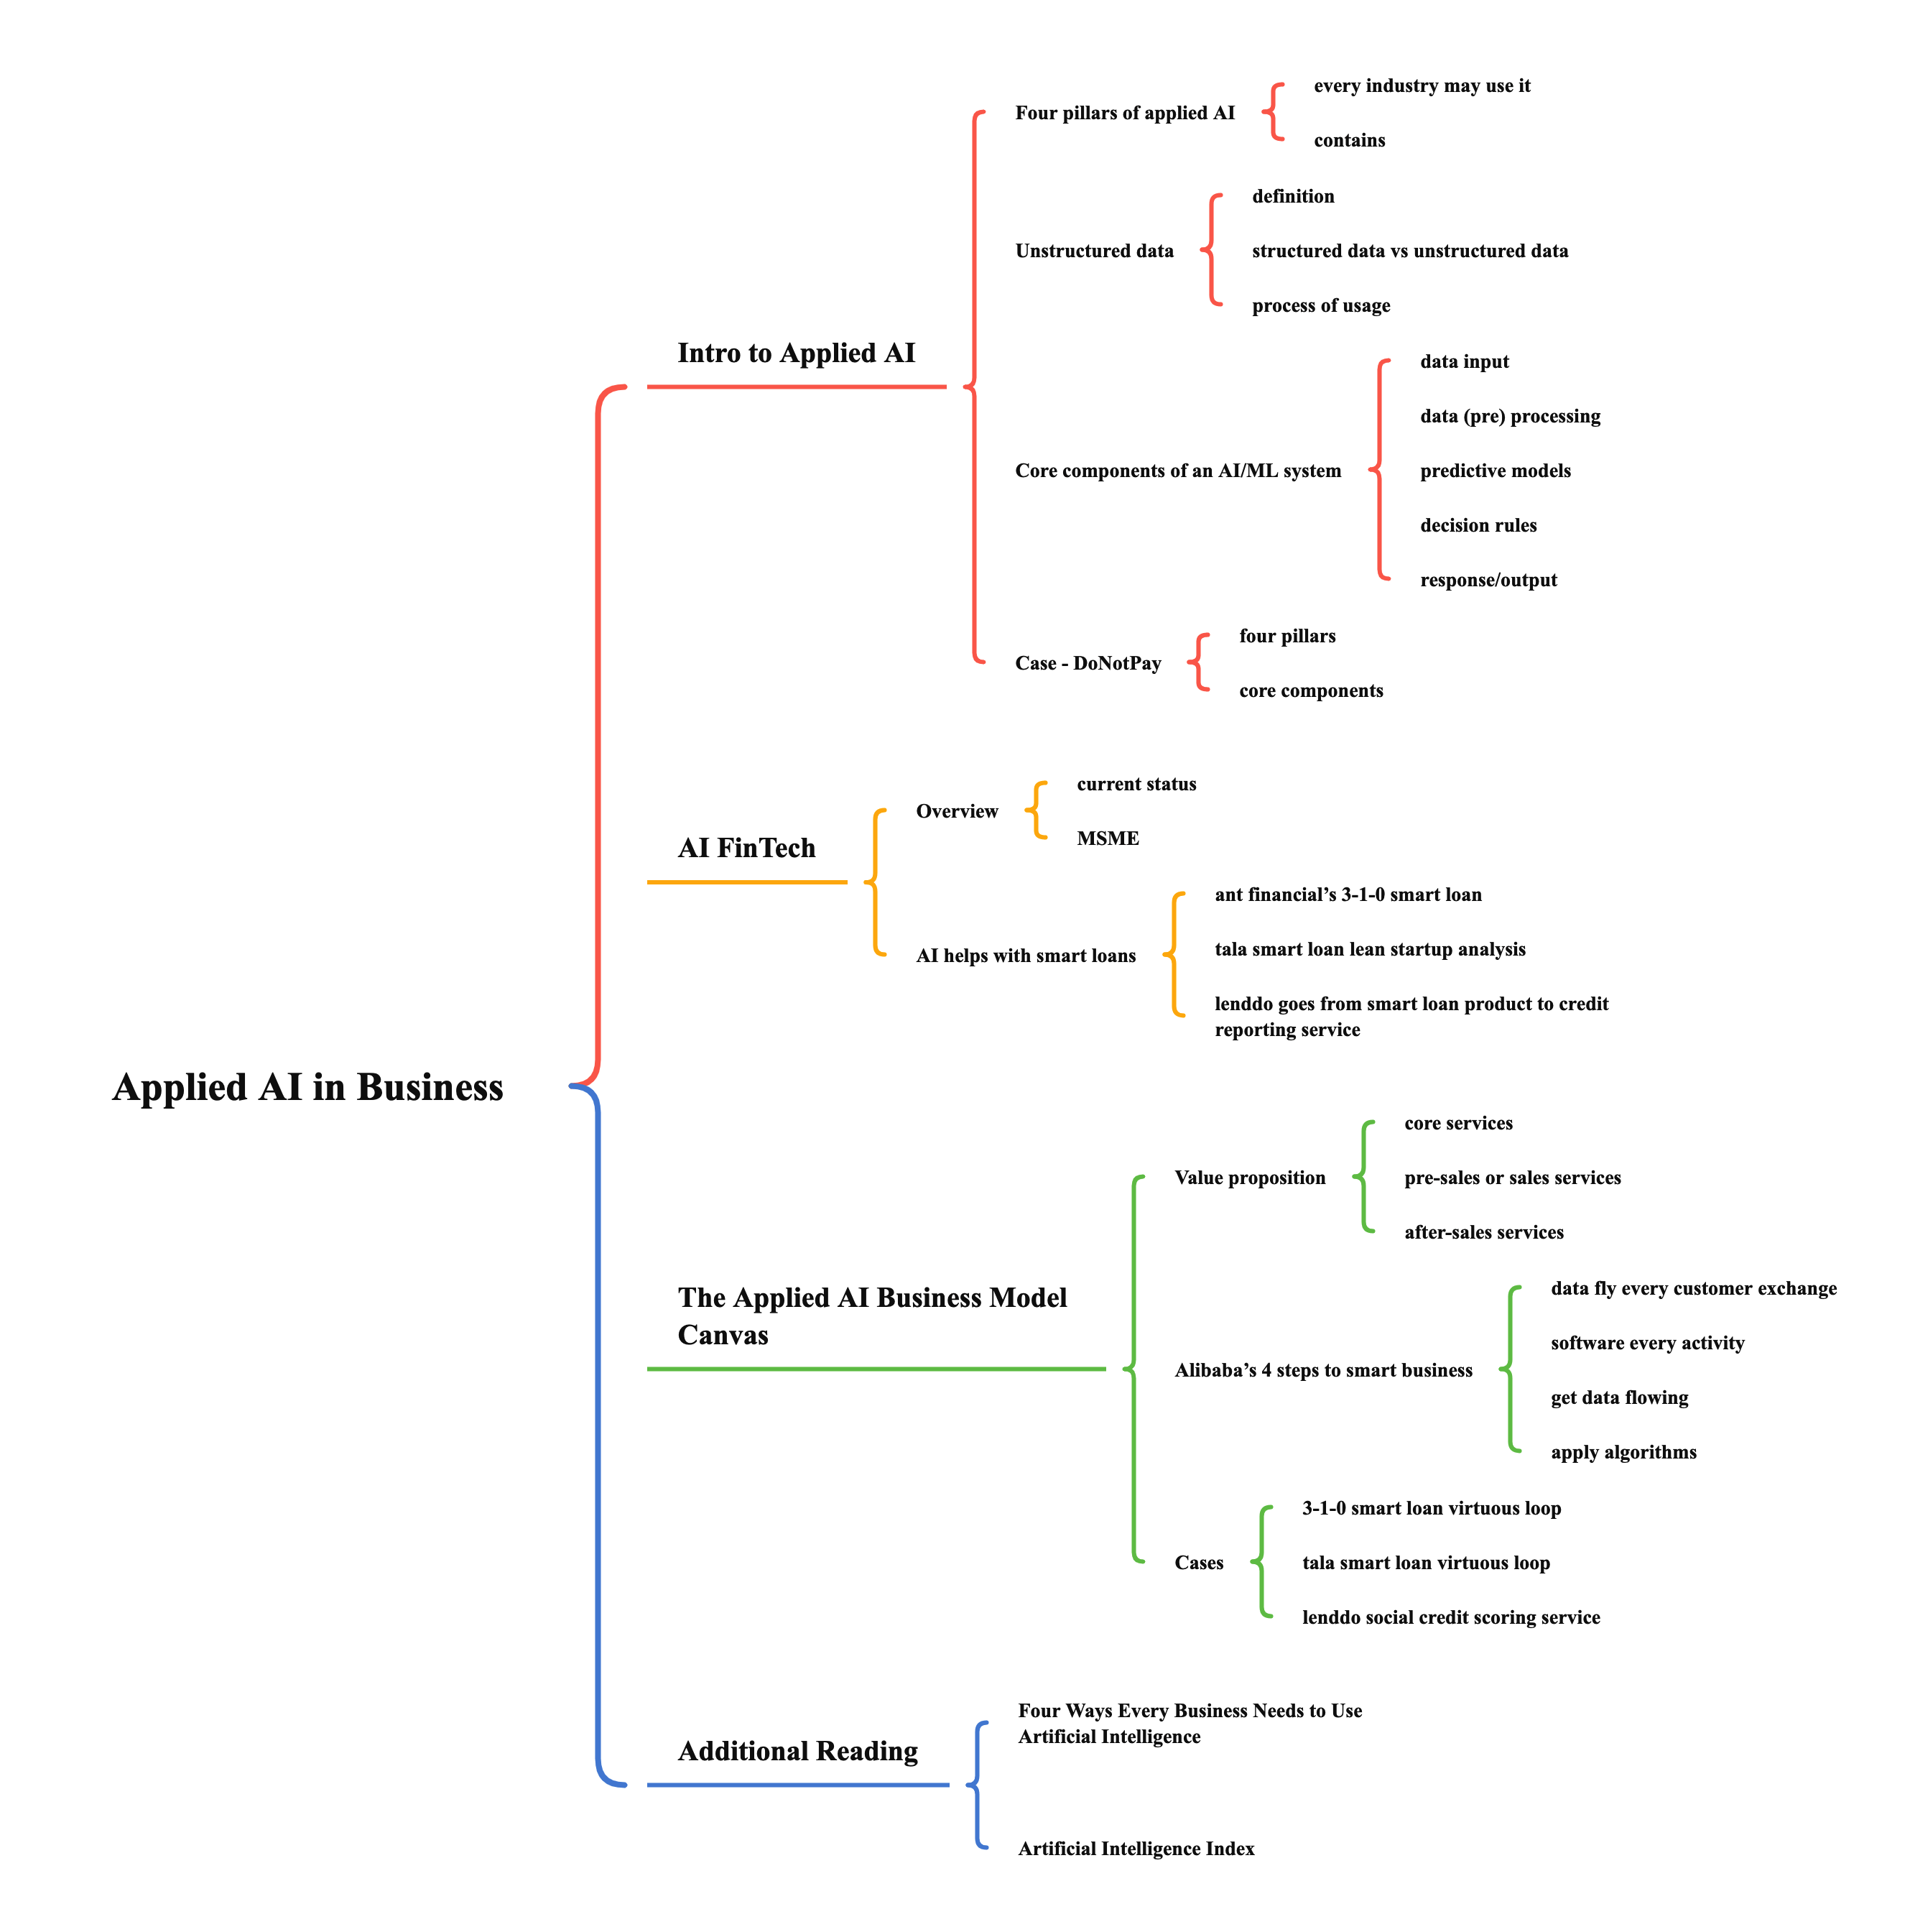 Applied AI in Business
Intro to Applied AI
Four pillars of applied AI
every industry may use it
contains
Unstructured data
definition
structured data vs unstructured data
process of usage
Core components of an AI/ML system
data input
data (pre) processing
predictive models
decision rules
response/output
Case - DoNotPay
four pillars
core components
AI FinTech
Overview
current status
MSME
AI helps with smart loans
ant financial’s 3-1-0 smart loan
tala smart loan lean startup analysis
lenddo goes from smart loan product to credit
reporting service
The Applied AI Business Model
Canvas
Value proposition
core services
pre-sales or sales services
after-sales services
Alibaba’s 4 steps to smart business
data fly every customer exchange
software every activity
get data flowing
apply algorithms
Cases
3-1-0 smart loan virtuous loop
tala smart loan virtuous loop
lenddo social credit scoring service
Additional Reading
Four Ways Every Business Needs to Use
Artificial Intelligence
Artificial Intelligence Index